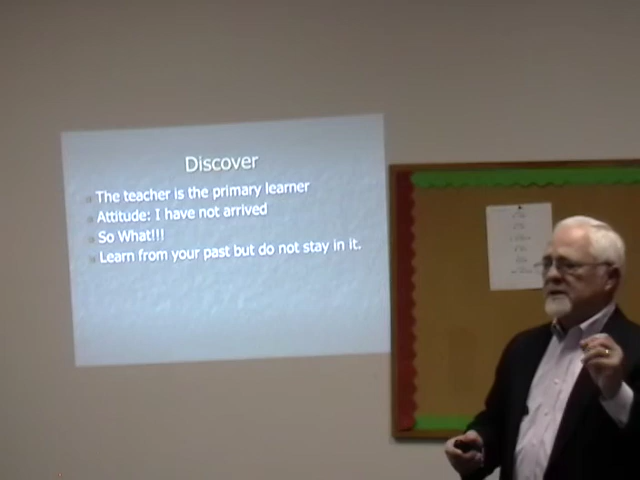 Discover
The teacher is the primary learner
Attitude: I have not arrived
So What!!!
Learn from your past but do not stay in it.